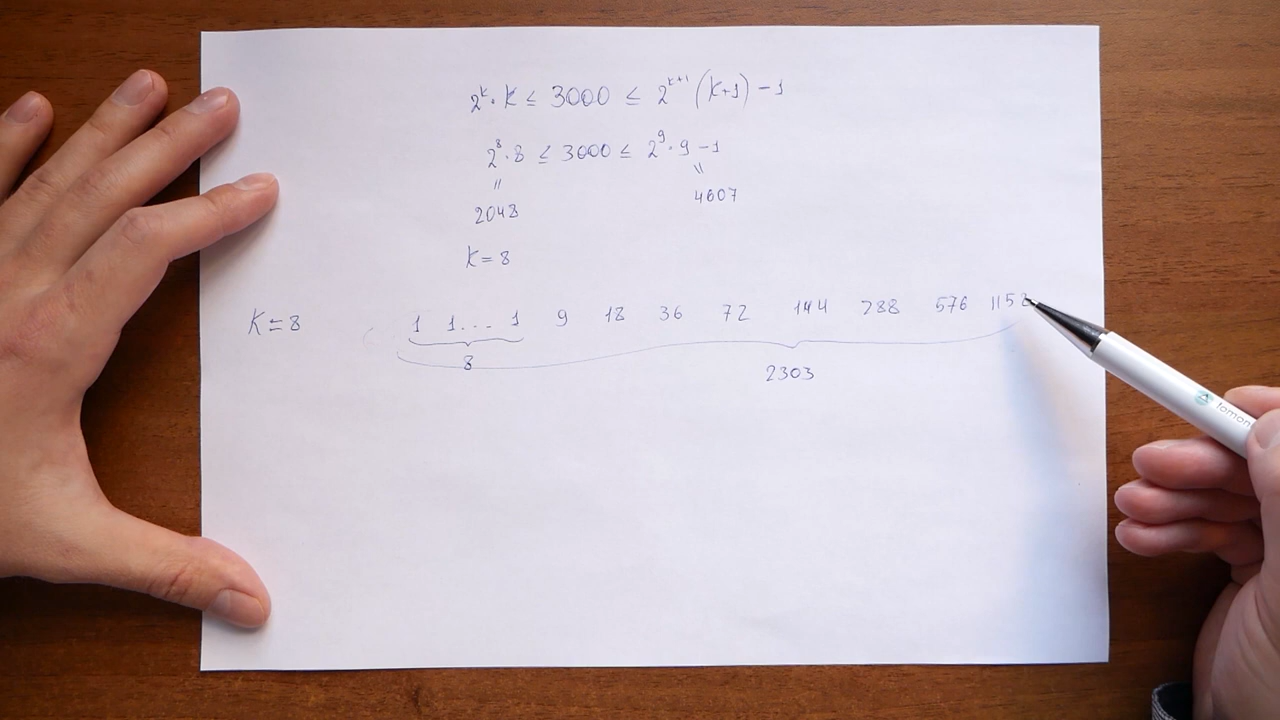 2^k · K ≤ 3000 ≤ 2^{k+1} (K+1) - 1
2^8 · 8 ≤ 3000 ≤ 2^9 · 9 - 1
" "
2048 4607
K = 8
K = 8 1 1... 1 9 18 36 72 144 288 576 1152
8
2303
lomon